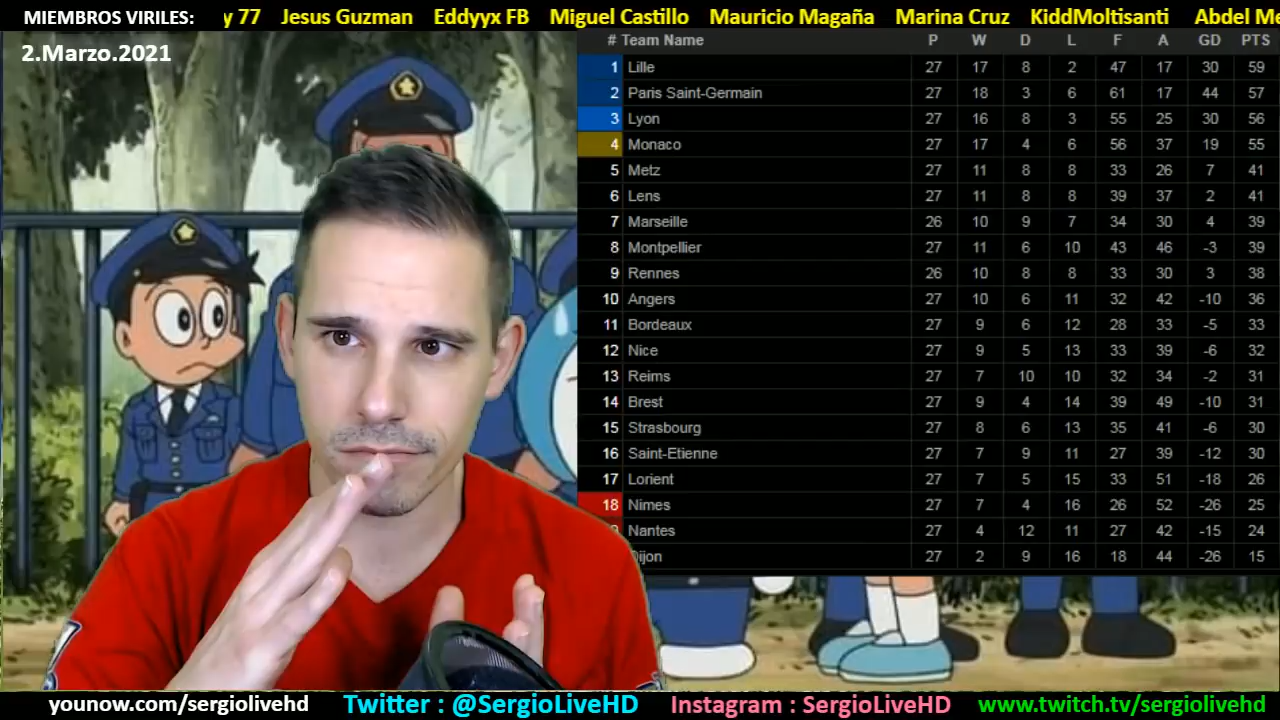 MIEMBROS VIRILES: y 77 Jesus Guzman Eddyyx FB Miguel Castillo Mauricio Magaña Marina Cruz KiddMoltisanti Abdel Me
2.Marzo.2021
# Team Name P W D L F A GD PTS
1 Lille 27 17 8 2 47 17 30 59
2 Paris Saint-Germain 27 18 3 6 61 17 44 57
3 Lyon 27 16 8 3 55 25 30 56
4 Monaco 27 17 4 6 56 37 19 55
5 Metz 27 11 8 8 33 26 7 41
6 Lens 27 11 8 8 39 37 2 41
7 Marseille 26 10 9 7 34 30 4 39
8 Montpellier 27 11 6 10 43 46 -3 39
9 Rennes 26 10 8 8 33 30 3 38
10 Angers 27 10 6 11 32 42 -10 36
11 Bordeaux 27 9 6 12 28 33 -5 33
12 Nice 27 9 5 13 33 39 -6 32
13 Reims 27 7 10 10 32 34 -2 31
14 Brest 27 9 4 14 39 49 -10 31
15 Strasbourg 27 8 6 13 35 41 -6 30
16 Saint-Etienne 27 7 9 11 27 39 -12 30
17 Lorient 27 7 5 15 33 51 -18 26
18 Nimes 27 7 4 16 26 52 -26 25
Nantes 27 4 12 11 27 42 -15 24
Dijon 27 2 9 16 18 44 -26 15
younow.com/sergiolivehd Twitter : @SergioLiveHD Instagram : SergioLiveHD www.twitch.tv/sergiolivehd